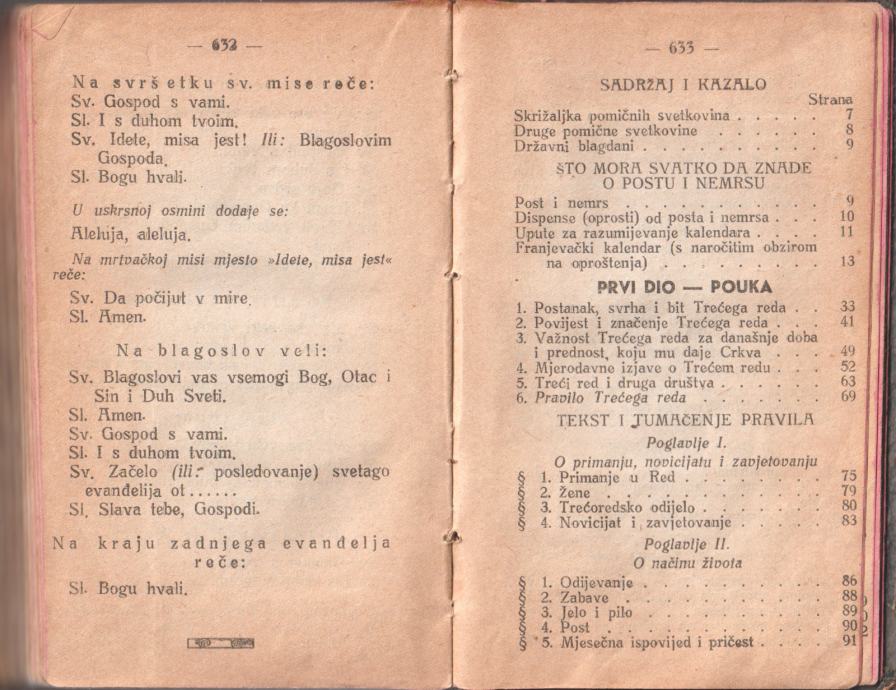 — 632 —
Na svršetku sv. mise reče:
Sv. Gospod s vami.
Sl. I s duhom tvoim.
Sv. Idete, misa jest! Ili: Blagoslovim
Gospoda.
Sl. Bogu hvali.
U uskrsnoj osmini dodaje se:
Aleluja, aleluja.
Na mrtvačkoj misi mjesto »Idete, misa jest«
reče:
Sv. Da počijut v mire.
Sl. Amen.
Na blagoslov veli:
Sv. Blagoslovi vas vsemogi Bog, Otac i
Sin i Duh Sveti.
Sl. Amen.
Sv. Gospod s vami.
Sl. I s duhom tvoim.
Sv. Začelo (ili: posledovanje) svetago
evanđelija ot ......
Sl. Slava tebe, Gospodi.
Na kraju zadnjega evanđelja
reče:
Sl. Bogu hvali.
— 633 —
SADRŽAJ I KAZALO
Strana
Skrižaljka pomičnih svetkovina . . . . . 7
Druge pomične svetkovine . . . . . . 8
Državni blagdani . . . . . . . . . . 9
ŠTO MORA SVATKO DA ZNADE
O POSTU I NEMRSU
Post i nemrs . . . . . . . . . . . 9
Dispense (oprosti) od posta i nemrsa . . . 10
Upute za razumijevanje kalendara . . . . 11
Franjevački kalendar (s naročitim obzirom
na oproštenja) . . . . . . . . 13
PRVI DIO — POUKA
1. Postanak, svrha i bit Trećega reda . . 33
2. Povijest i značenje Trećega reda . . . 41
3. Važnost Trećega reda za današnje doba
i prednost, koju mu daje Crkva . . 49
4. Mjerodavne izjave o Trećem redu . . . 52
5. Treći red i druga društva . . . . . 63
6. Pravilo Trećega reda . . . . . . . 69
TEKST I TUMAČENJE PRAVILA
Poglavlje I.
O primanju, novicijatu i zavjetovanju
§ 1. Primanje u Red . . . . . . . 75
§ 2. Žene . . . . . . . . . . . 79
§ 3. Trećoredsko odijelo . . . . . . 80
§ 4. Novicijat i zavjetovanje . . . . . 83
Poglavlje II.
O načinu života
§ 1. Odijevanje . . . . . . . . . . 86
§ 2. Zabave . . . . . . . . . . . 88
§ 3. Jelo i pilo . . . . . . . . . . 89
§ 4. Post . . . . . . . . . . . . 90
§ 5. Mjesečna ispovijed i pričest . . . . 91